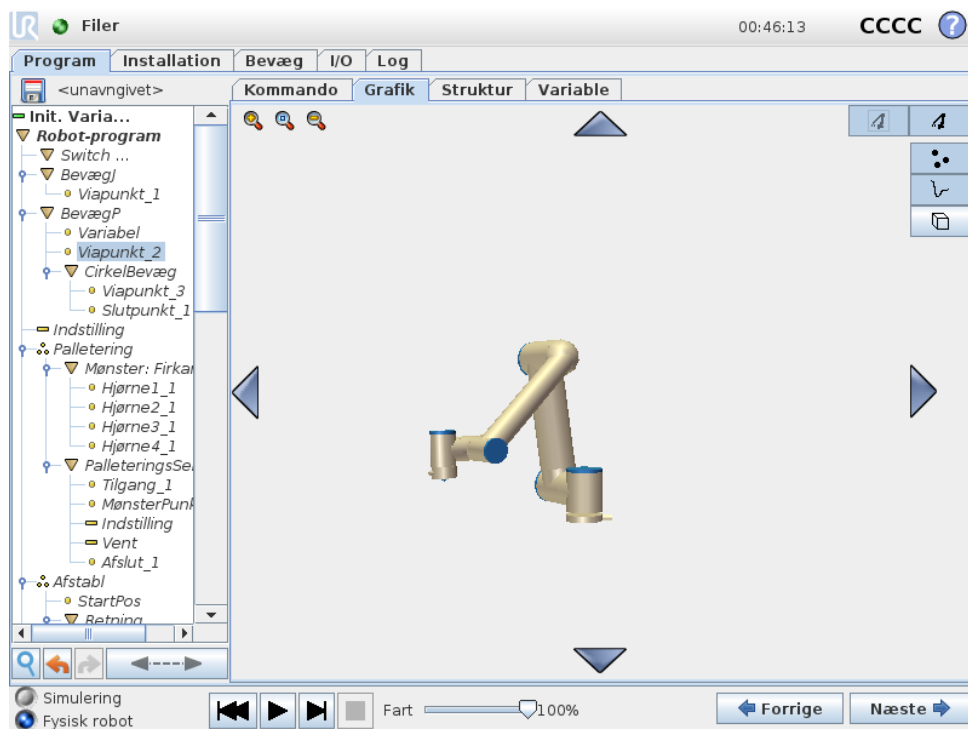 UR Filer 00:46:13 CCCC ?
Program Installation Bevæg I/O Log
<unavngivet> Kommando Grafik Struktur Variable
Init. Varia...
Robot-program
Switch ...
BevægJ
Viapunkt_1
BevægP
Variabel
Viapunkt_2
CirkelBevæg
Viapunkt_3
Slutpunkt_1
Indstilling
Palletering
Mønster: Firkan
Hjørne1_1
Hjørne2_1
Hjørne3_1
Hjørne4_1
PalleteringsSe
Tilgang_1
MønsterPunk
Indstilling
Vent
Afslut_1
Afstabl
StartPos
Retning
Simulering
Fysisk robot
Fart 100%
Forrige Næste